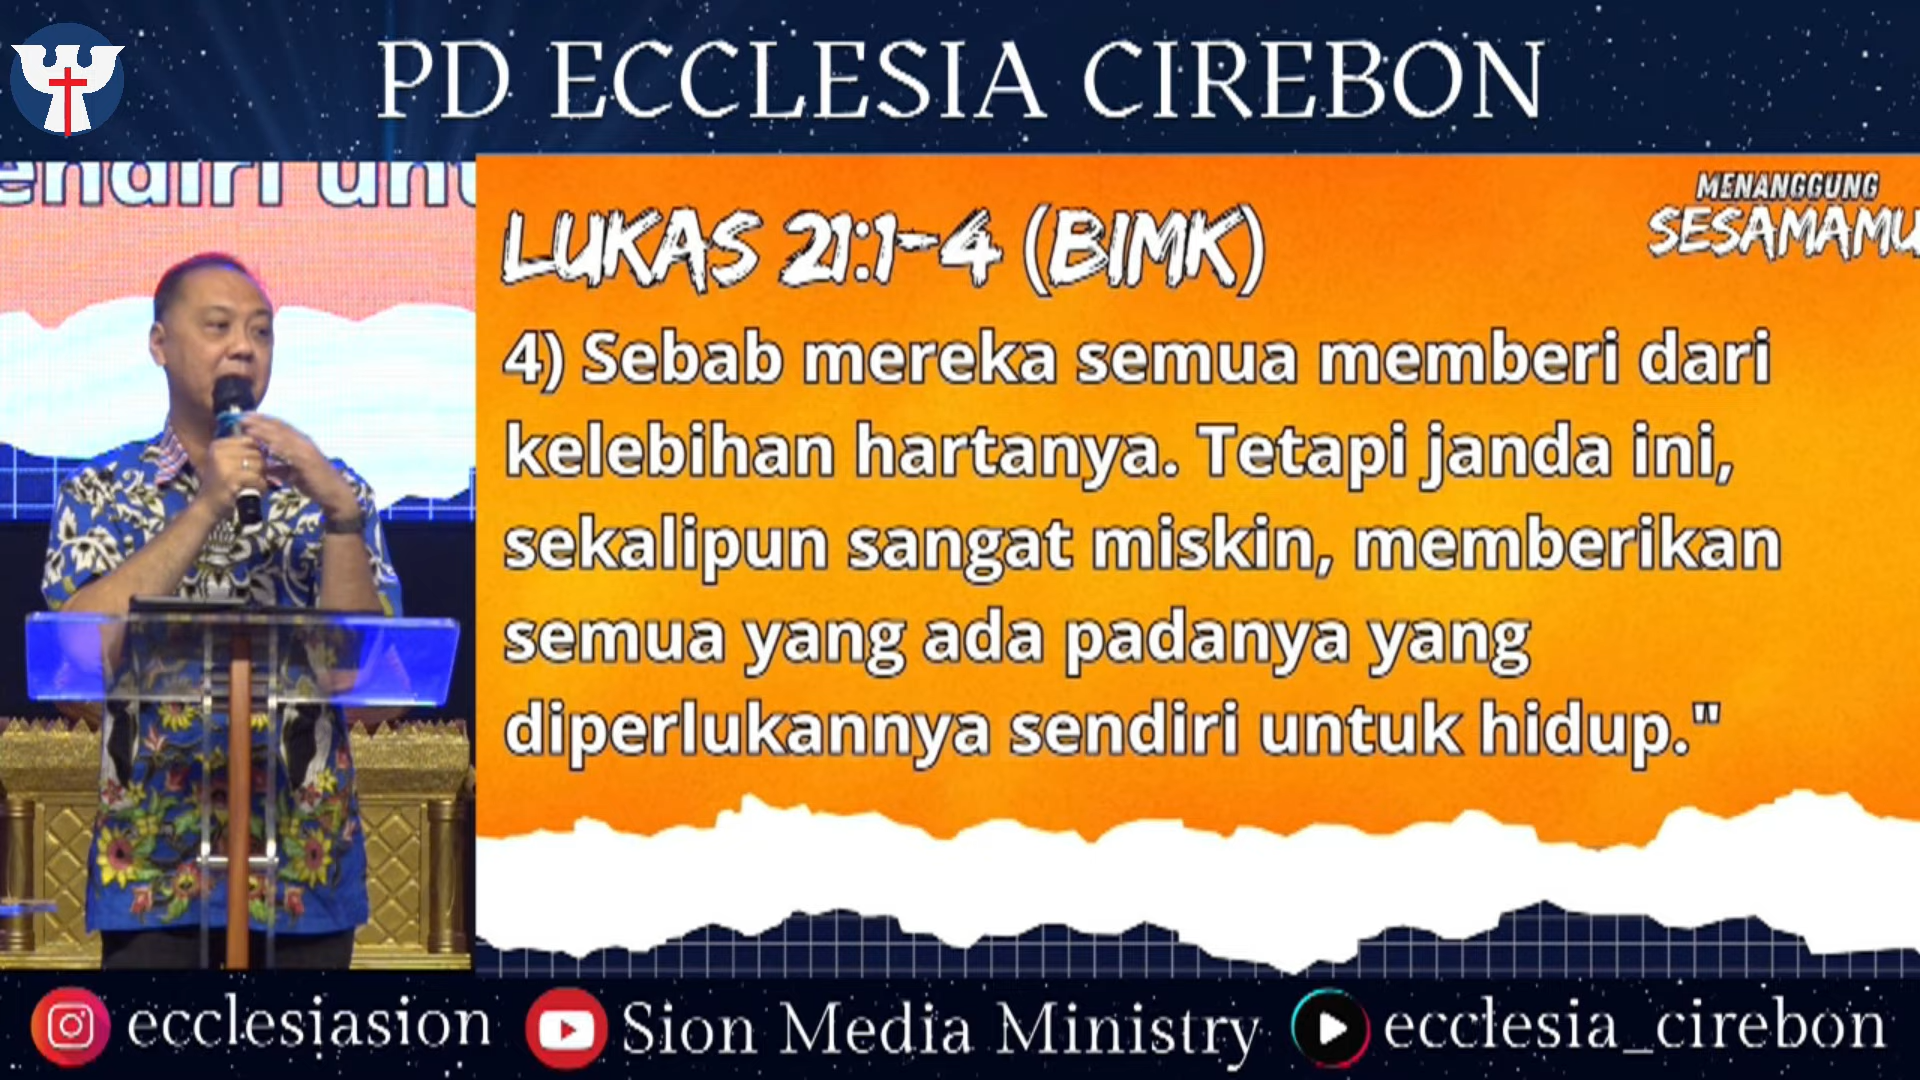 PD ECCLESIA CIREBON
endiri unt
MENANGGUNG
SESAMAMU
LUKAS 21:1-4 (BIMK)
4) Sebab mereka semua memberi dari
kelebihan hartanya. Tetapi janda ini,
sekalipun sangat miskin, memberikan
semua yang ada padanya yang
diperlukannya sendiri untuk hidup."
ecclesiasion
Sion Media Ministry
ecclesia_cirebon